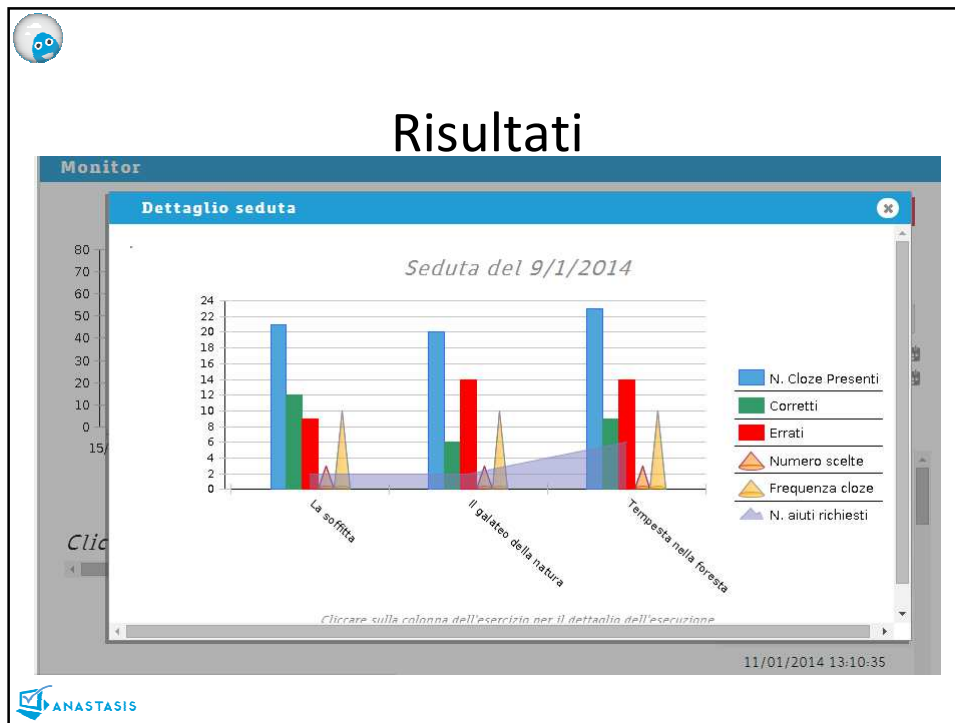 Risultati
Monitor
Dettaglio seduta
Seduta del 9/1/2014
80
70
60
50
40
30
20
10
0
15/
24
22
20
18
16
14
12
10
8
6
4
2
0
La soffitta
Il galateo della natura
Tempesta nella foresta
N. Cloze Presenti
Corretti
Errati
Numero scelte
Frequenza cloze
N. aiuti richiesti
Clic
Cliccare sulla colonna dell'esercizio per il dettaglio dell'esecuzione
11/01/2014 13:10:35
ANASTASIS